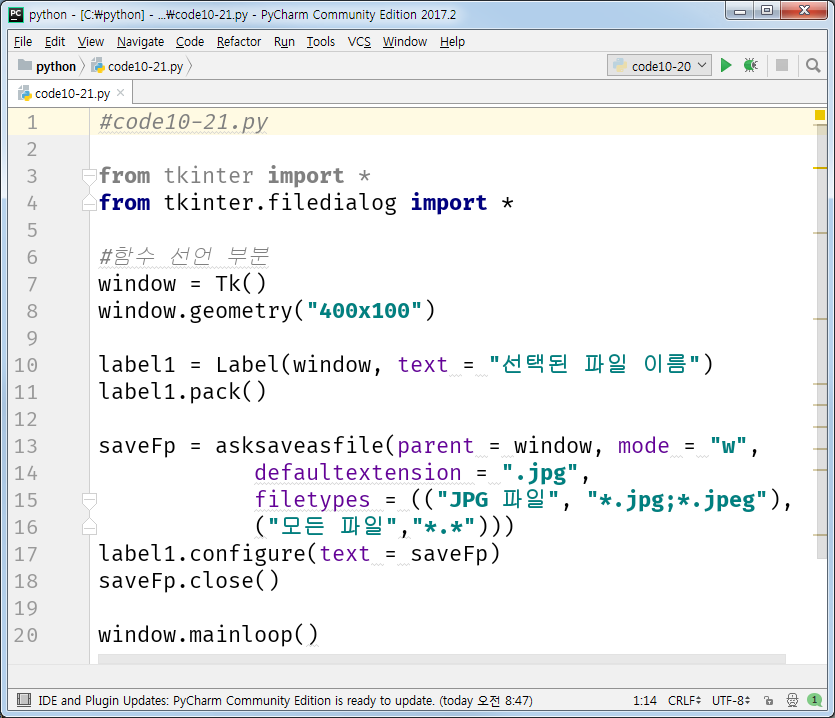 python - [C:₩python] - ...₩code10-21.py - PyCharm Community Edition 2017.2
File Edit View Navigate Code Refactor Run Tools VCS Window Help
python code10-21.py code10-20
code10-21.py
1 #code10-21.py
2
3 from tkinter import *
4 from tkinter.filedialog import *
5
6 #함수 선언 부분
7 window = Tk()
8 window.geometry("400x100")
9
10 label1 = Label(window, text = "선택된 파일 이름")
11 label1.pack()
12
13 saveFp = asksaveasfile(parent = window, mode = "w",
14 defaultextension = ".jpg",
15 filetypes = (("JPG 파일", "*.jpg;*.jpeg"),
16 ("모든 파일","*.*")))
17 label1.configure(text = saveFp)
18 saveFp.close()
19
20 window.mainloop()
IDE and Plugin Updates: PyCharm Community Edition is ready to update. (today 오전 8:47) 1:14 CRLF UTF-8 1